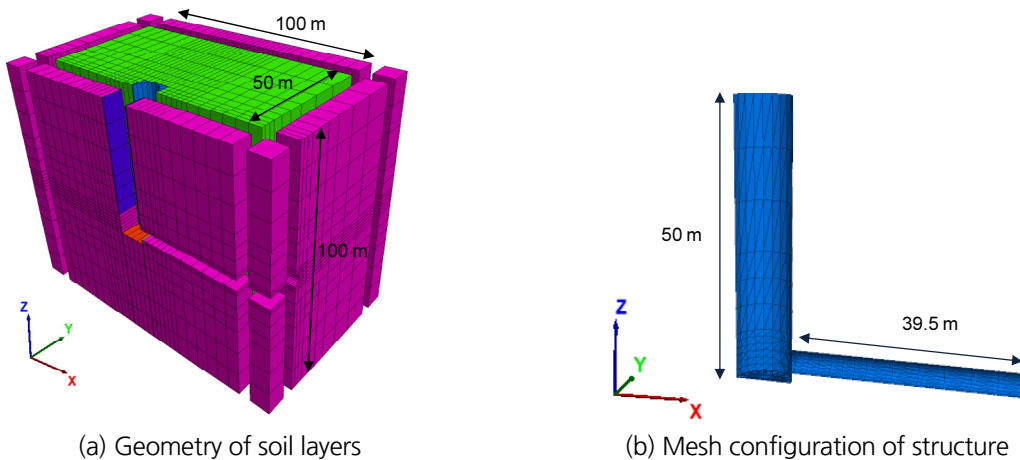 100 m
50 m
100 m
Z
Y
X
(a) Geometry of soil layers
50 m
39.5 m
Z
Y
X
(b) Mesh configuration of structure